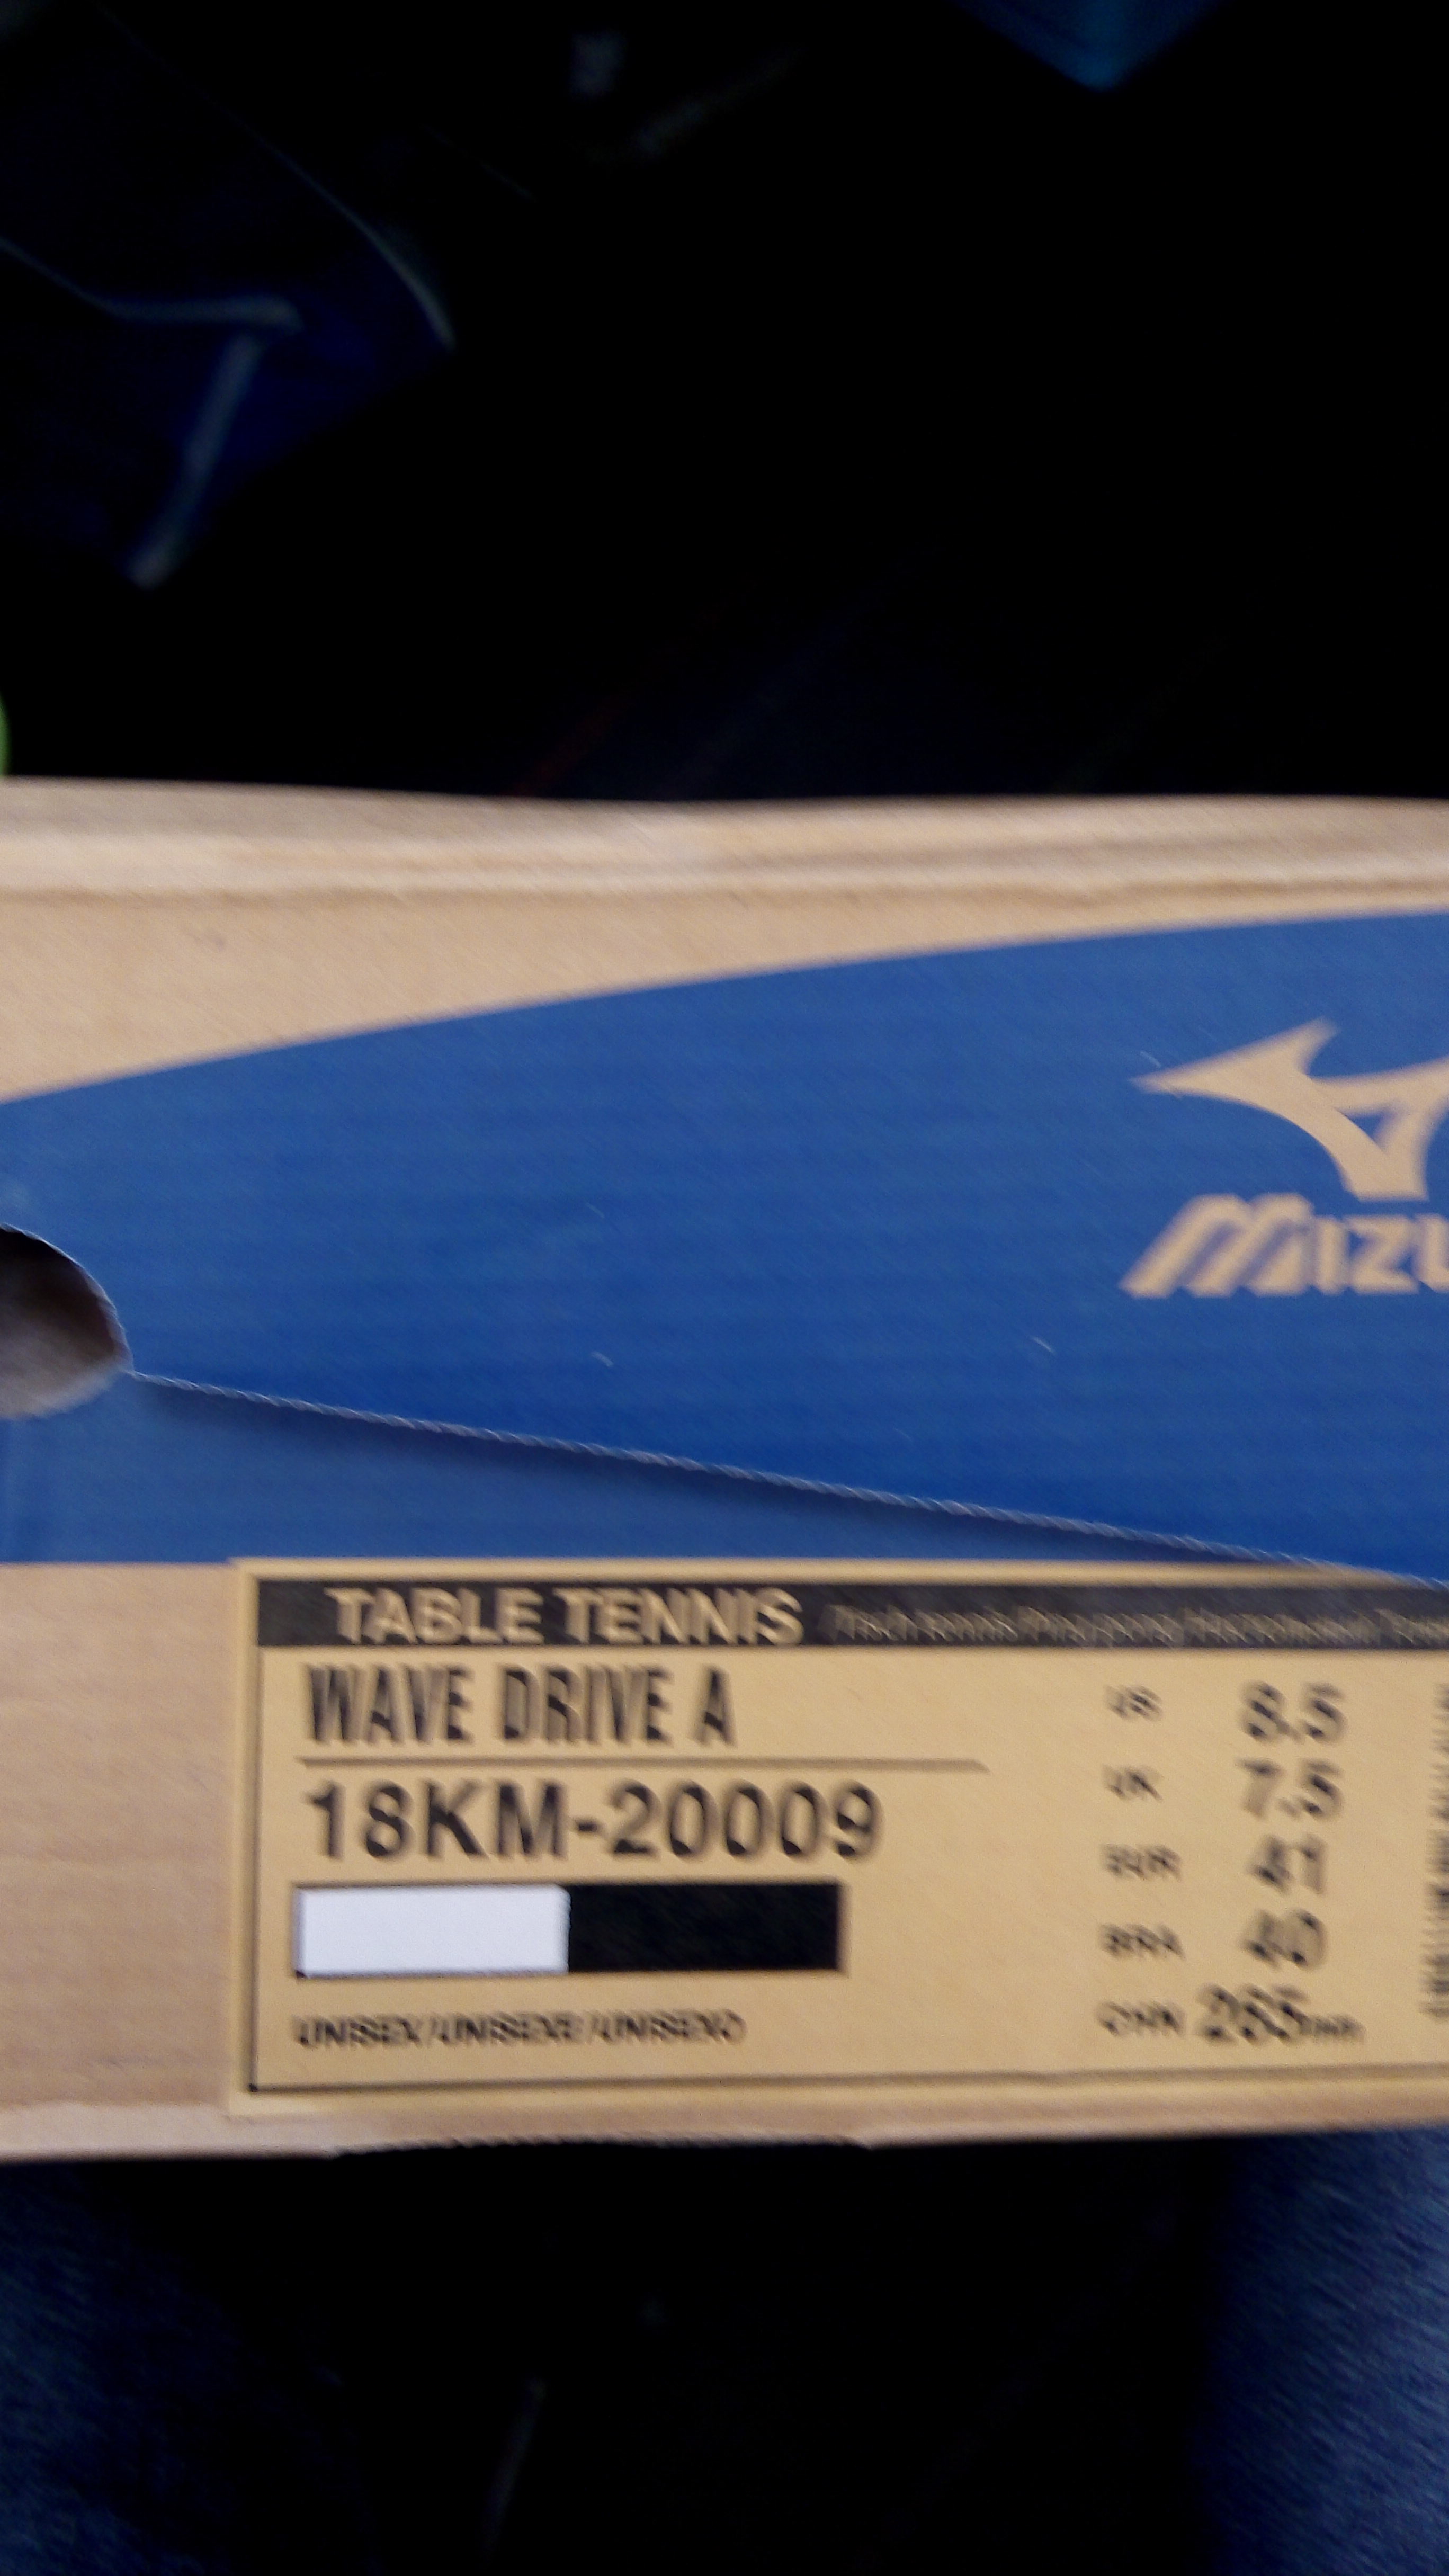 MIZU
TABLE TENNIS
WAVE DRIVE A
18KM-20009
UNISEX/UNISEXE/UNISEXO
US 8.5
UK 7.5
EUR 41
BRA 40
CHN 265mm